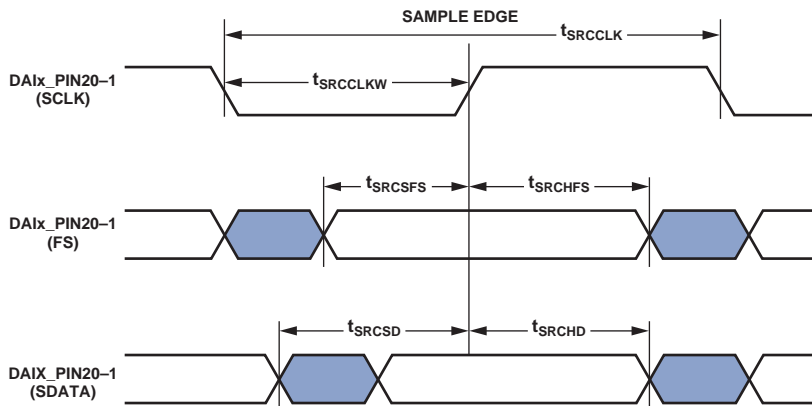 SAMPLE EDGE
tSRCCLK
DAIx_PIN20–1
(SCLK)
tSRCCLKW
tSRCSFS
tSRCHFS
DAIx_PIN20–1
(FS)
tSRCSD
tSRCHD
DAIX_PIN20–1
(SDATA)